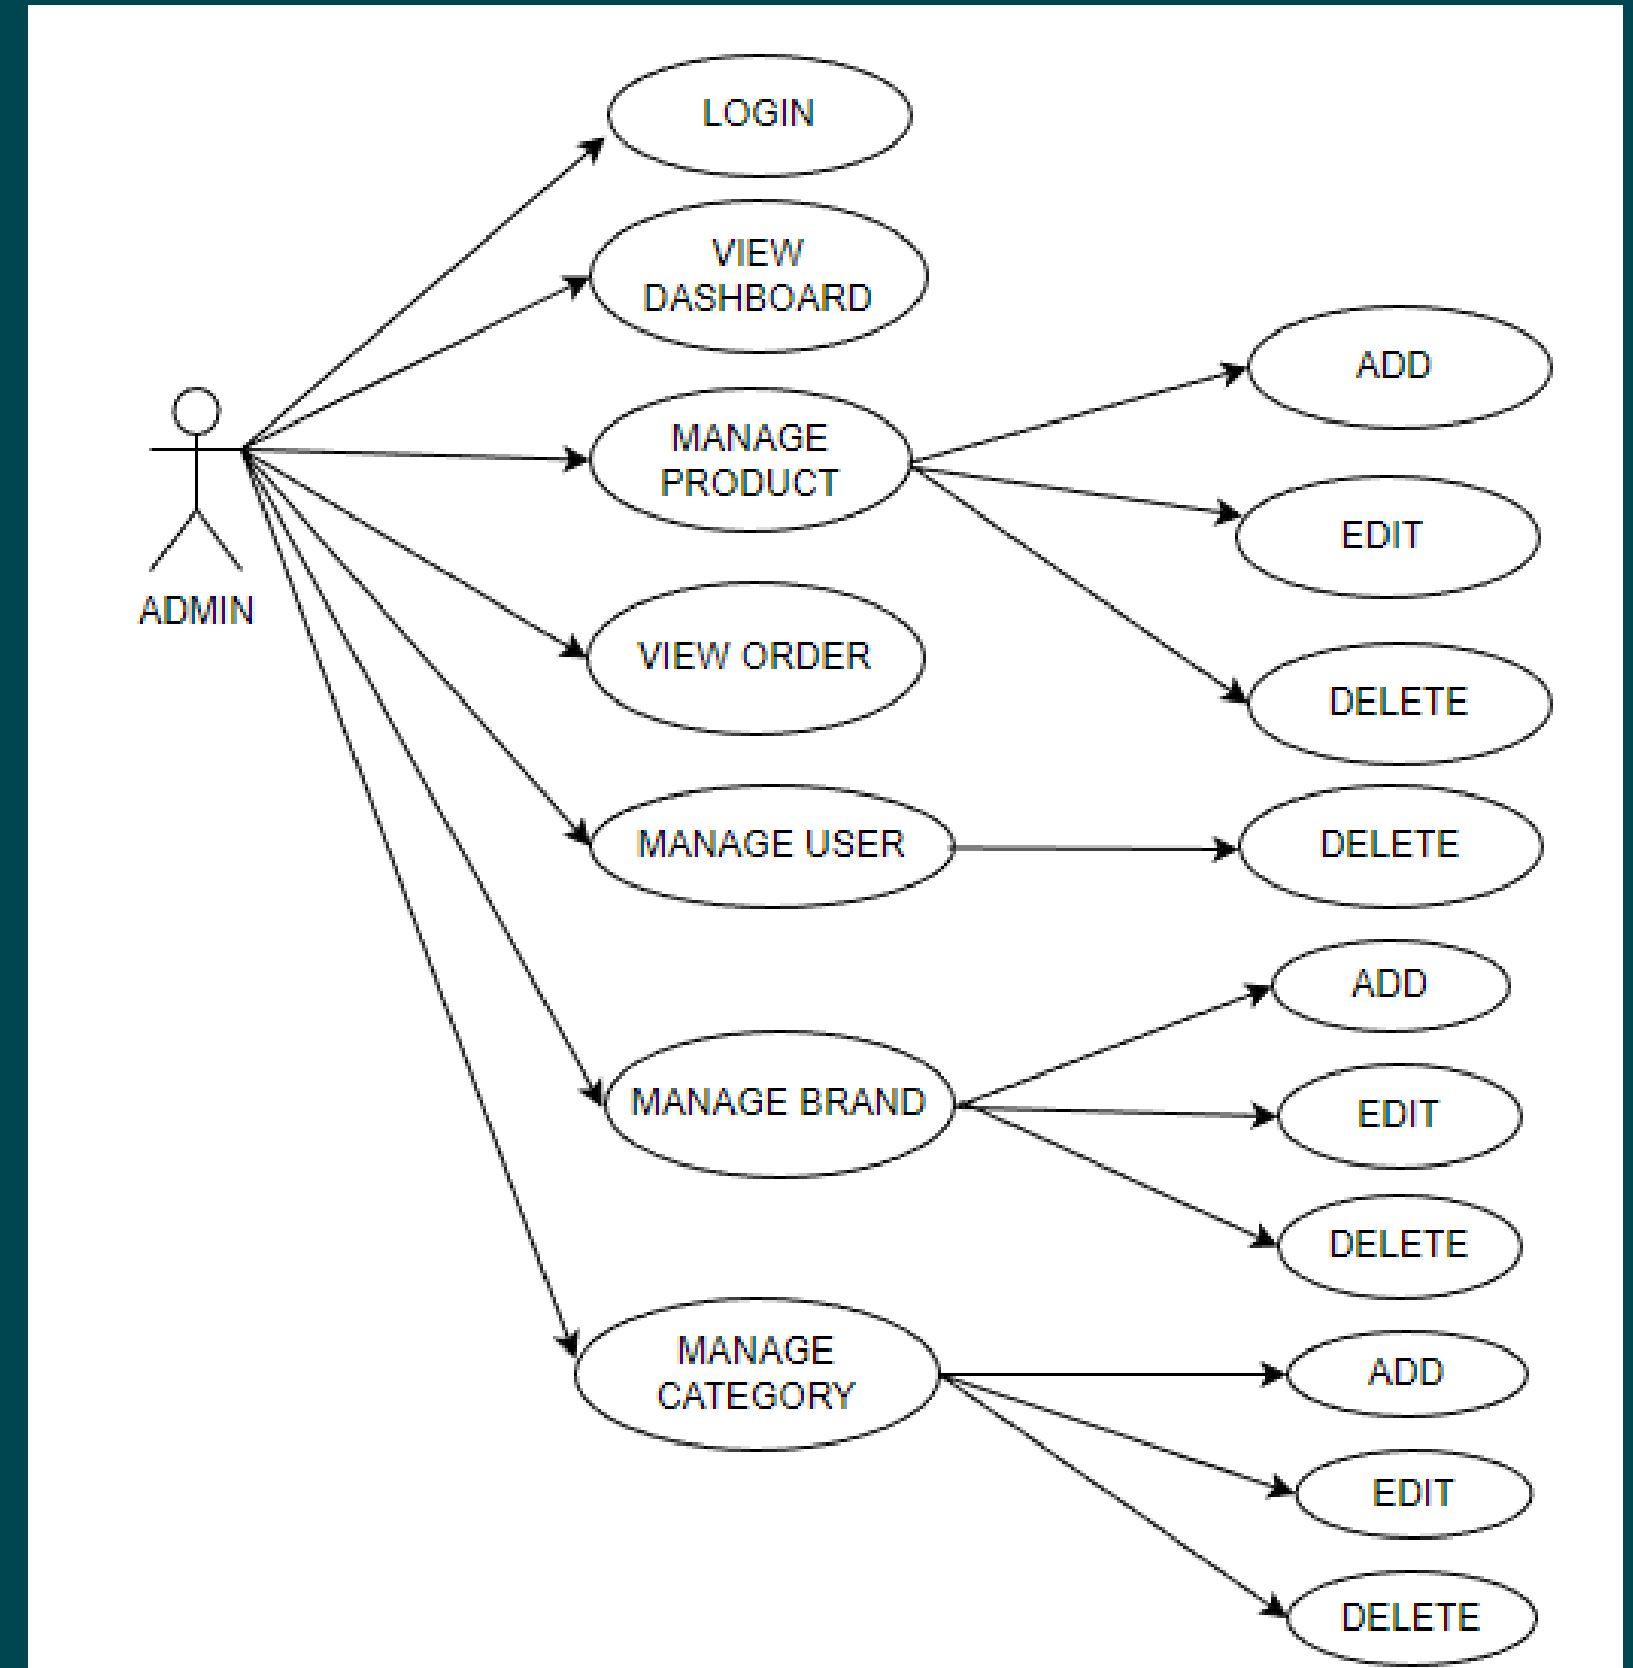 LOGIN
VIEW
DASHBOARD
ADD
MANAGE
PRODUCT
EDIT
ADMIN
VIEW ORDER
DELETE
MANAGE USER
DELETE
ADD
MANAGE BRAND
EDIT
DELETE
MANAGE
CATEGORY
ADD
EDIT
DELETE